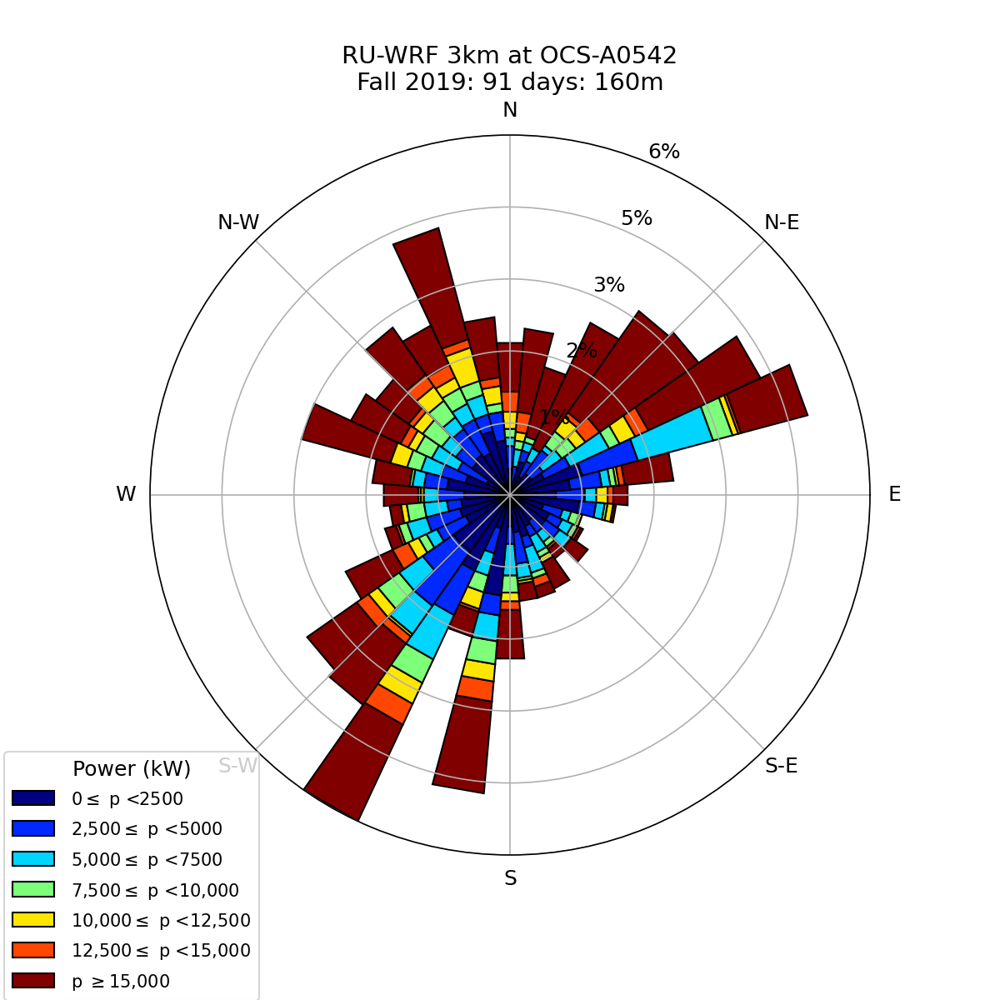 RU-WRF 3km at OCS-A0542
Fall 2019: 91 days: 160m
N
6%
N-W
5%
N-E
3%
2%
1%
W
E
S-W
S-E
S
Power (kW)
0≤ p <2500
2,500≤ p <5000
5,000≤ p <7500
7,500≤ p <10,000
10,000≤ p <12,500
12,500≤ p <15,000
p ≥15,000